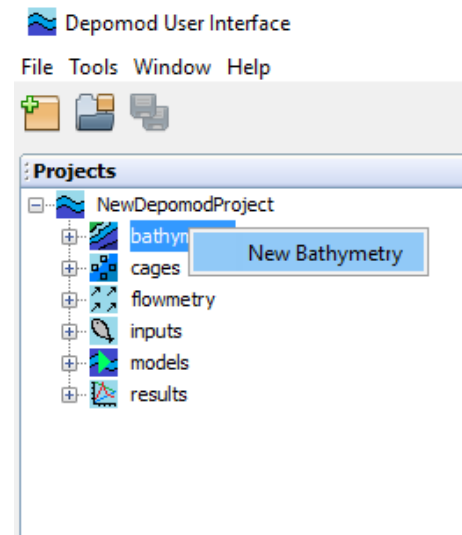 Depomod User Interface
File Tools Window Help
Projects
NewDepomodProject
New Bathymetry
cages
flowmetry
inputs
models
results